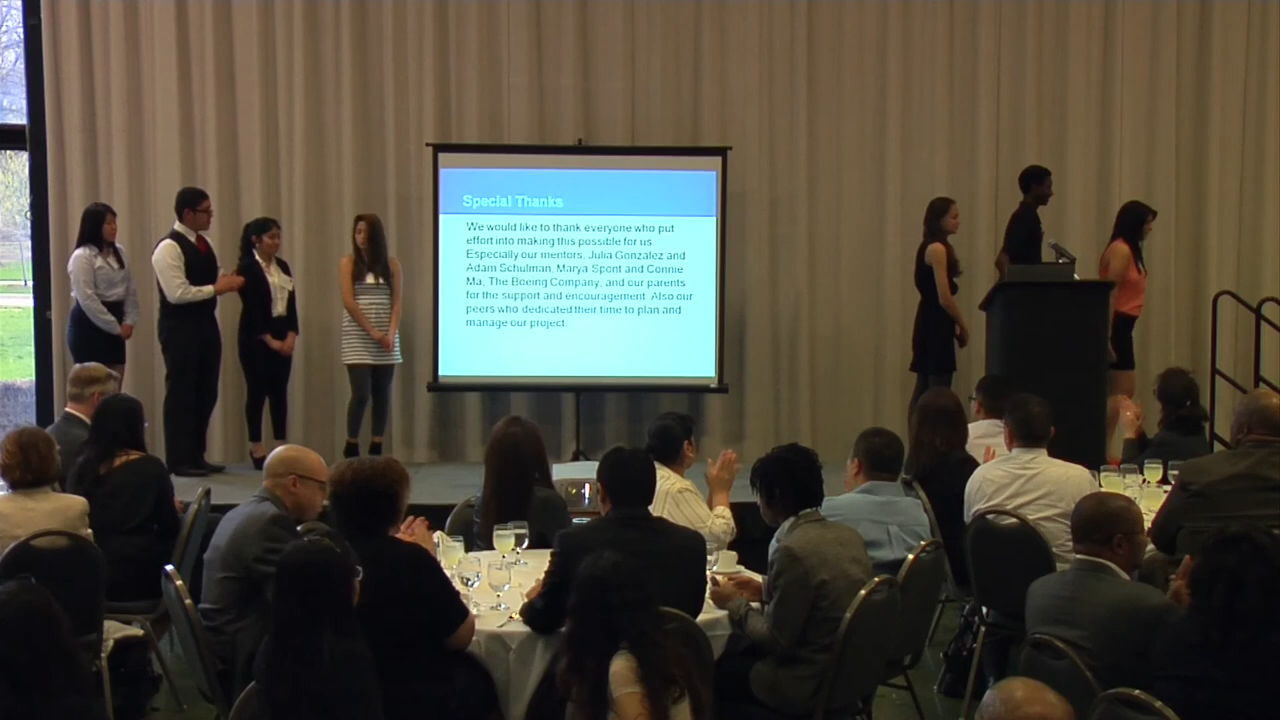 Special Thanks
We would like to thank everyone who put
effort into making this possible for us.
Especially our mentors, Julia Gonzalez and
Adam Schulman, Marya Spont and Connie
Ma, The Boeing Company, and our parents
for the support and encouragement. Also our
peers who dedicated their time to plan and
manage our project.